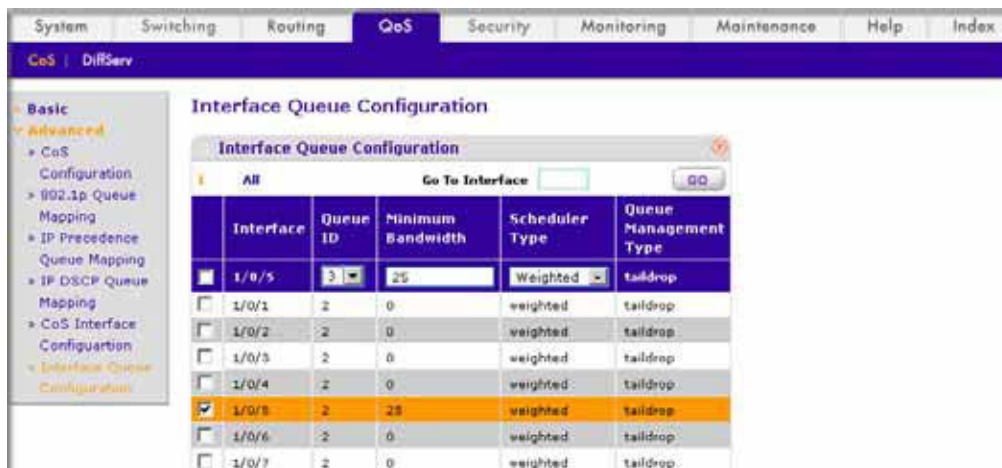 System Switching Routing QoS Security Monitoring Maintenance Help Index
CoS | DiffServ
Basic
Advanced
» CoS
Configuration
» 802.1p Queue
Mapping
» IP Precedence
Queue Mapping
» IP DSCP Queue
Mapping
» CoS Interface
Configuartion
» Interface Queue
Configuration
Interface Queue Configuration
Interface Queue Configuration
1 All Go To Interface GO
Interface Queue ID Minimum Bandwidth Scheduler Type Queue Management Type
1/0/5 3 25 Weighted taildrop
1/0/1 2 0 weighted taildrop
1/0/2 2 0 weighted taildrop
1/0/3 2 0 weighted taildrop
1/0/4 2 0 weighted taildrop
1/0/5 2 25 weighted taildrop
1/0/6 2 0 weighted taildrop
1/0/7 2 0 weighted taildrop